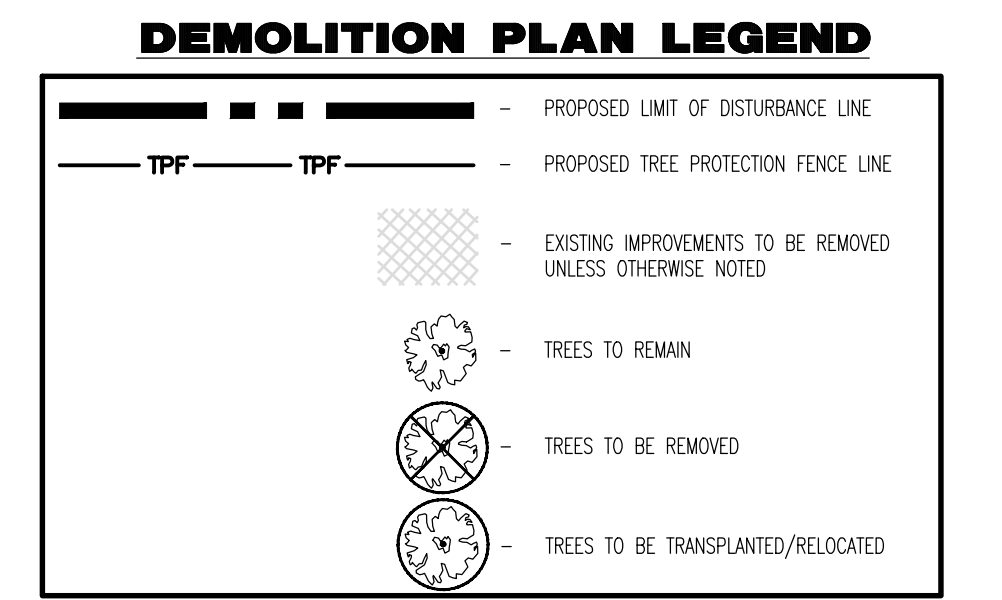 DEMOLITION PLAN LEGEND
- PROPOSED LIMIT OF DISTURBANCE LINE
TPF TPF - PROPOSED TREE PROTECTION FENCE LINE
- EXISTING IMPROVEMENTS TO BE REMOVED
UNLESS OTHERWISE NOTED
- TREES TO REMAIN
- TREES TO BE REMOVED
- TREES TO BE TRANSPLANTED/RELOCATED